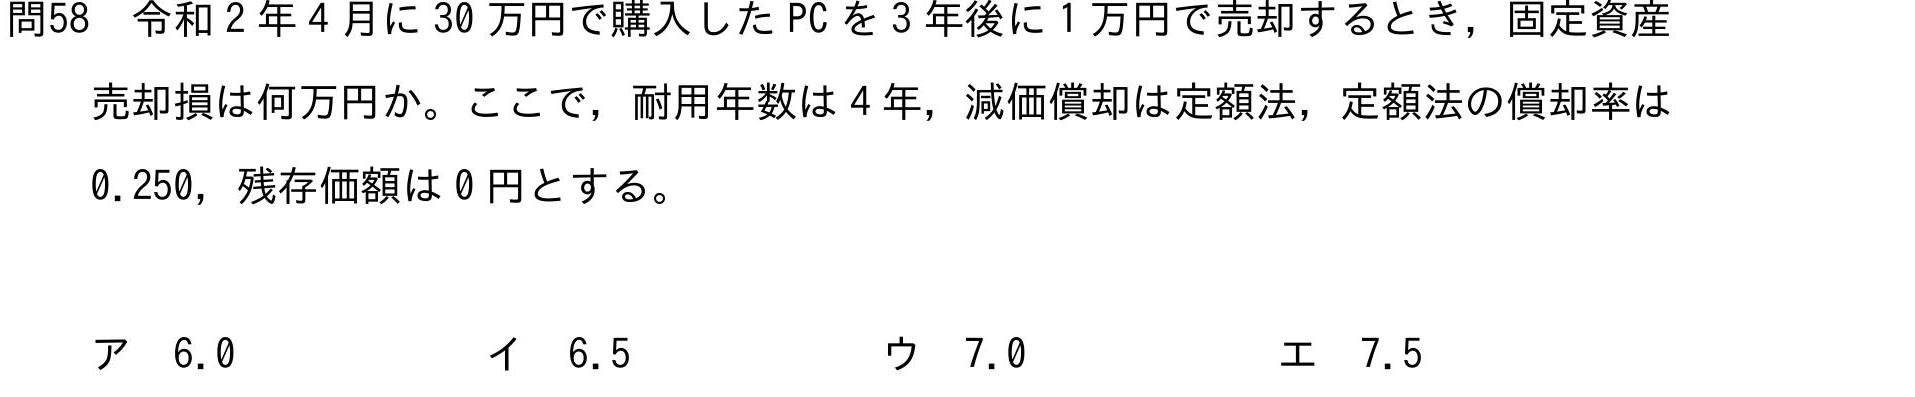 問58　令和2年4月に30万円で購入したPCを3年後に1万円で売却するとき，固定資産
売却損は何万円か。ここで，耐用年数は4年，減価償却は定額法，定額法の償却率は
0.250，残存価額は0円とする。
ア　6.0　イ　6.5　ウ　7.0　エ　7.5